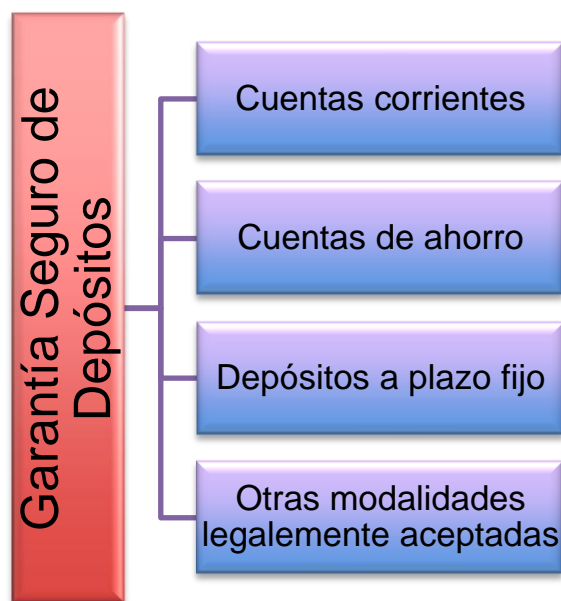 Garantía Seguro de
Depósitos
Cuentas corrientes
Cuentas de ahorro
Depósitos a plazo fijo
Otras modalidades
legalemente aceptadas